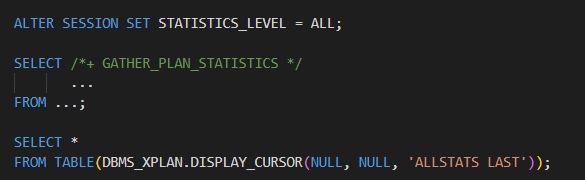 ALTER SESSION SET STATISTICS_LEVEL = ALL;
SELECT /*+ GATHER_PLAN_STATISTICS */
...
FROM ...;
SELECT *
FROM TABLE(DBMS_XPLAN.DISPLAY_CURSOR(NULL, NULL, 'ALLSTATS LAST'));